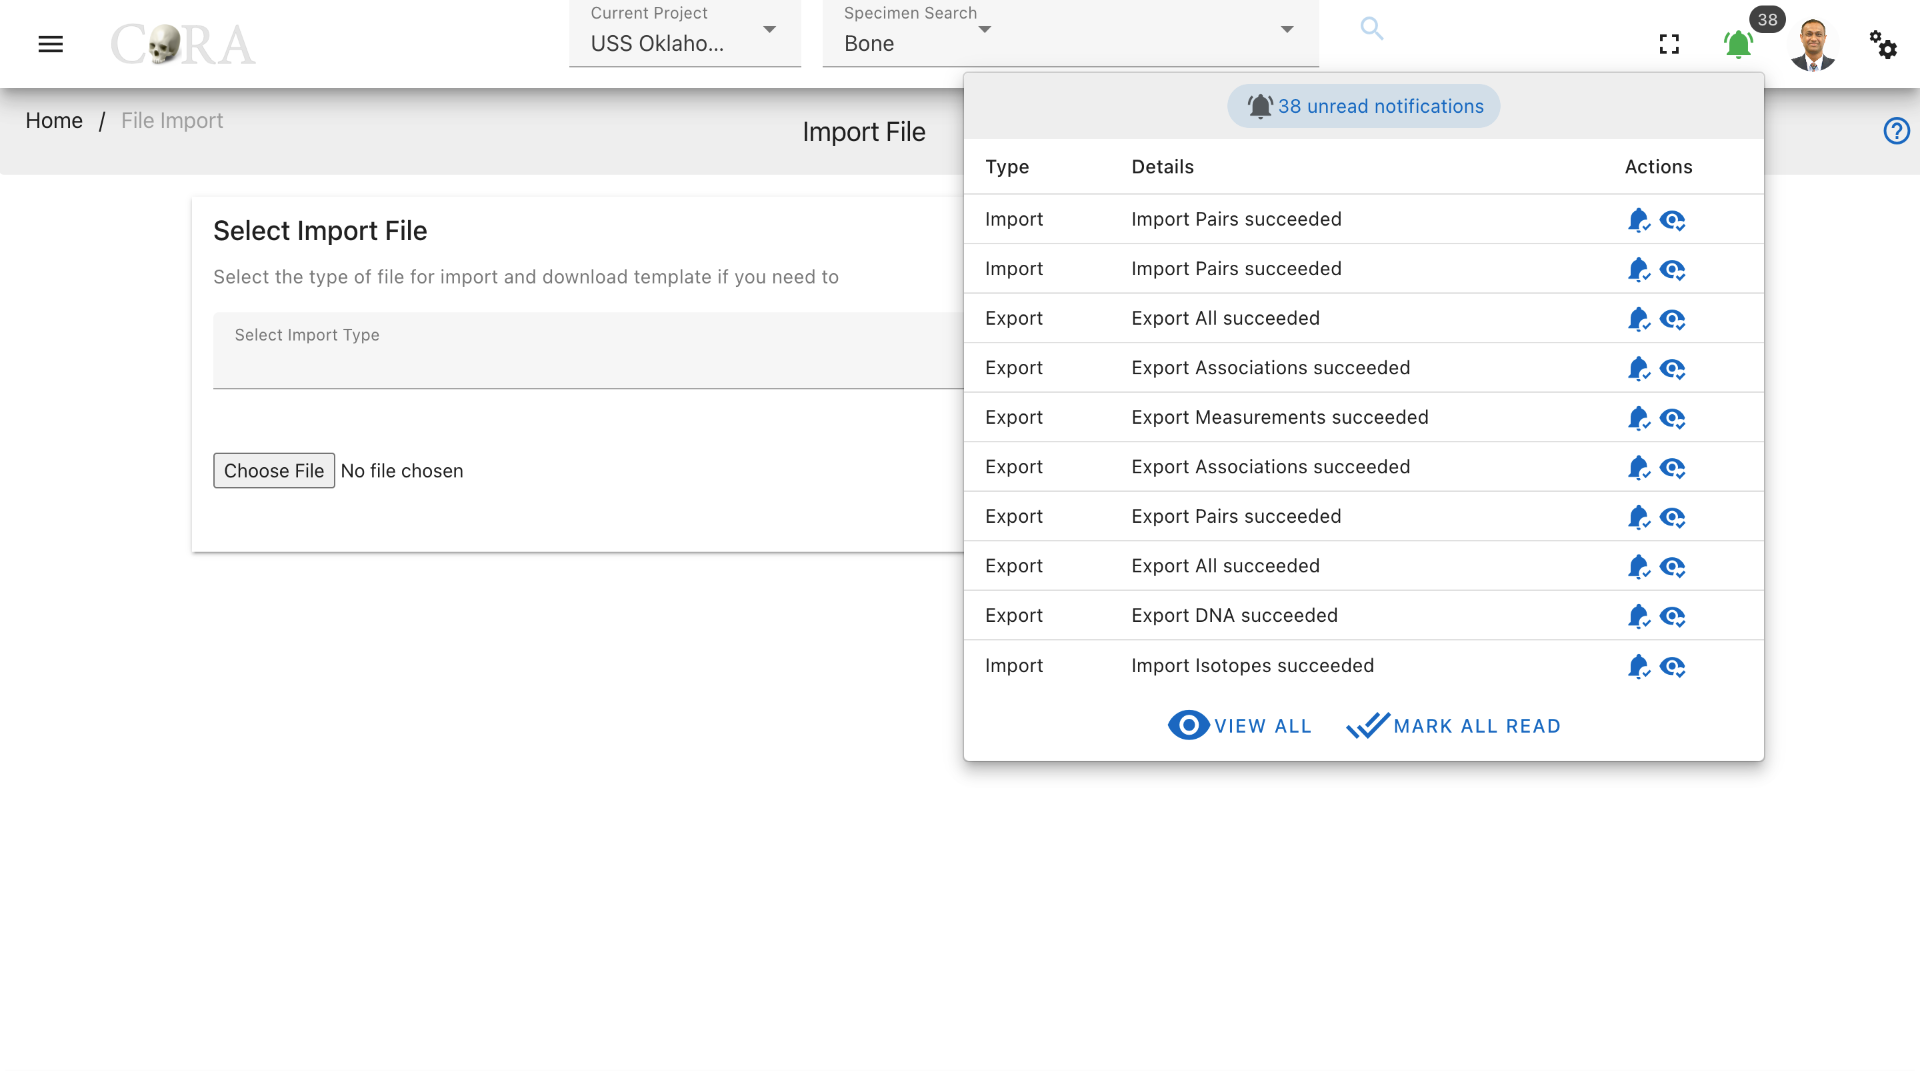 CORA
Current Project
USS Oklaho...
Specimen Search
Bone
38
Home / File Import
Import File
38 unread notifications
Type Details Actions
Import Import Pairs succeeded
Import Import Pairs succeeded
Export Export All succeeded
Export Export Associations succeeded
Export Export Measurements succeeded
Export Export Associations succeeded
Export Export Pairs succeeded
Export Export All succeeded
Export Export DNA succeeded
Import Import Isotopes succeeded
VIEW ALL MARK ALL READ
Select Import File
Select the type of file for import and download template if you need to
Select Import Type
Choose File No file chosen